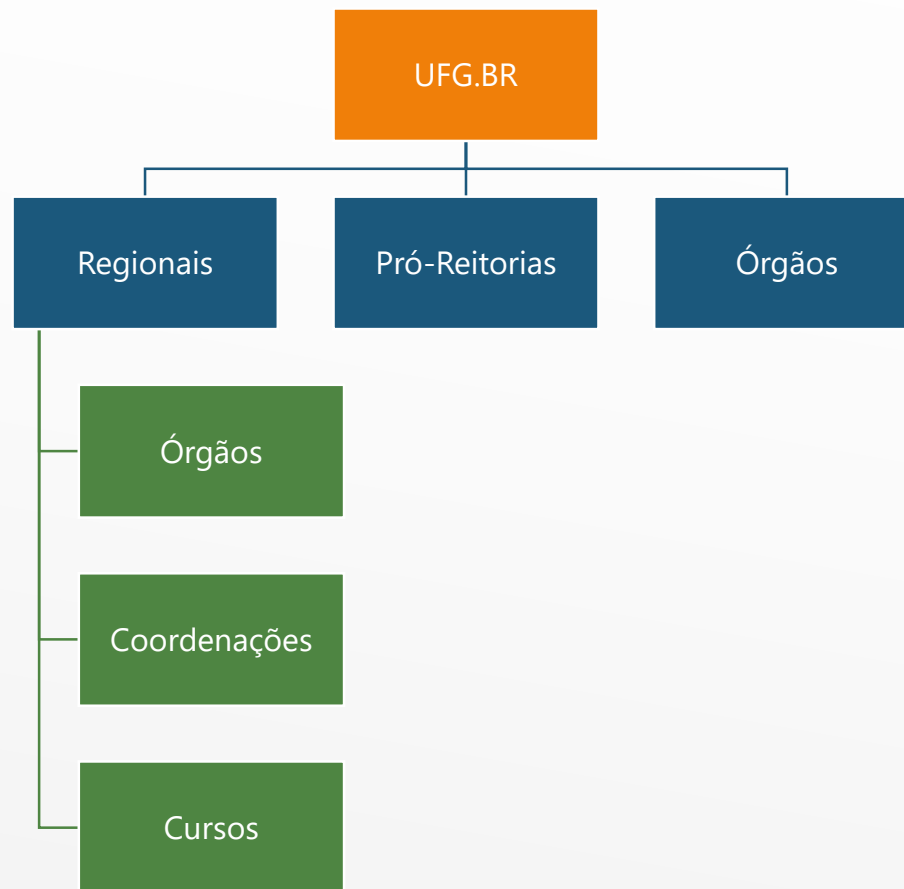 UFG.BR
Regionais
Pró-Reitorias
Órgãos
Órgãos
Coordenações
Cursos